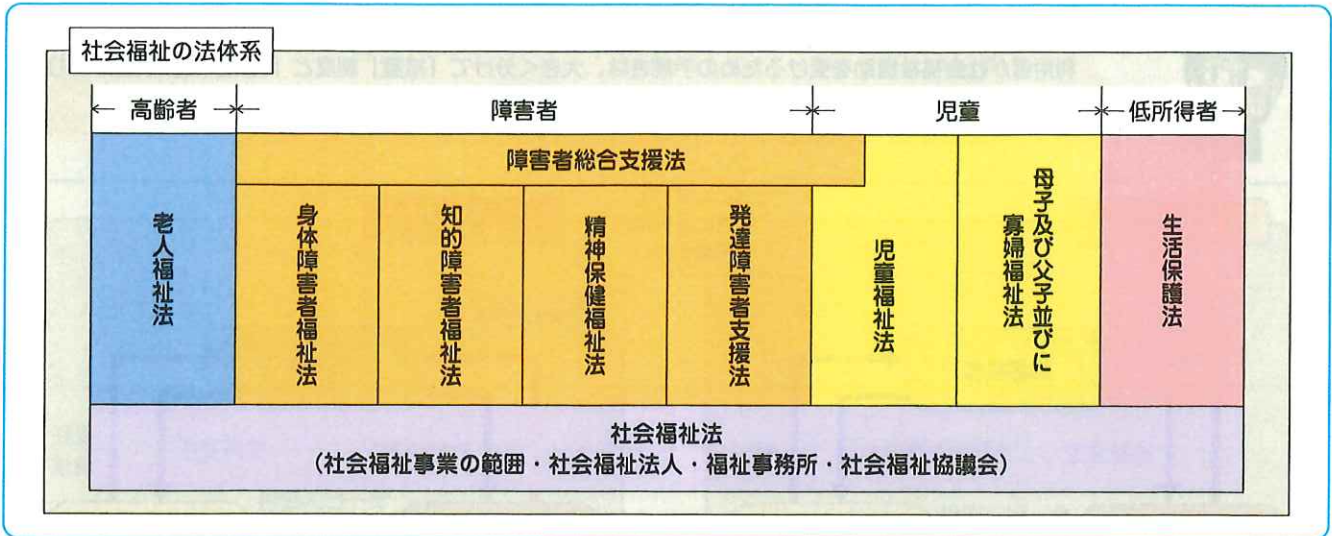 社会福祉の法体系
高齢者
障害者
児童
低所得者
障害者総合支援法
老人福祉法
身体障害者福祉法
知的障害者福祉法
精神保健福祉法
発達障害者支援法
児童福祉法
母子及び父子並びに
寡婦福祉法
生活保護法
社会福祉法
（社会福祉事業の範囲・社会福祉法人・福祉事務所・社会福祉協議会）